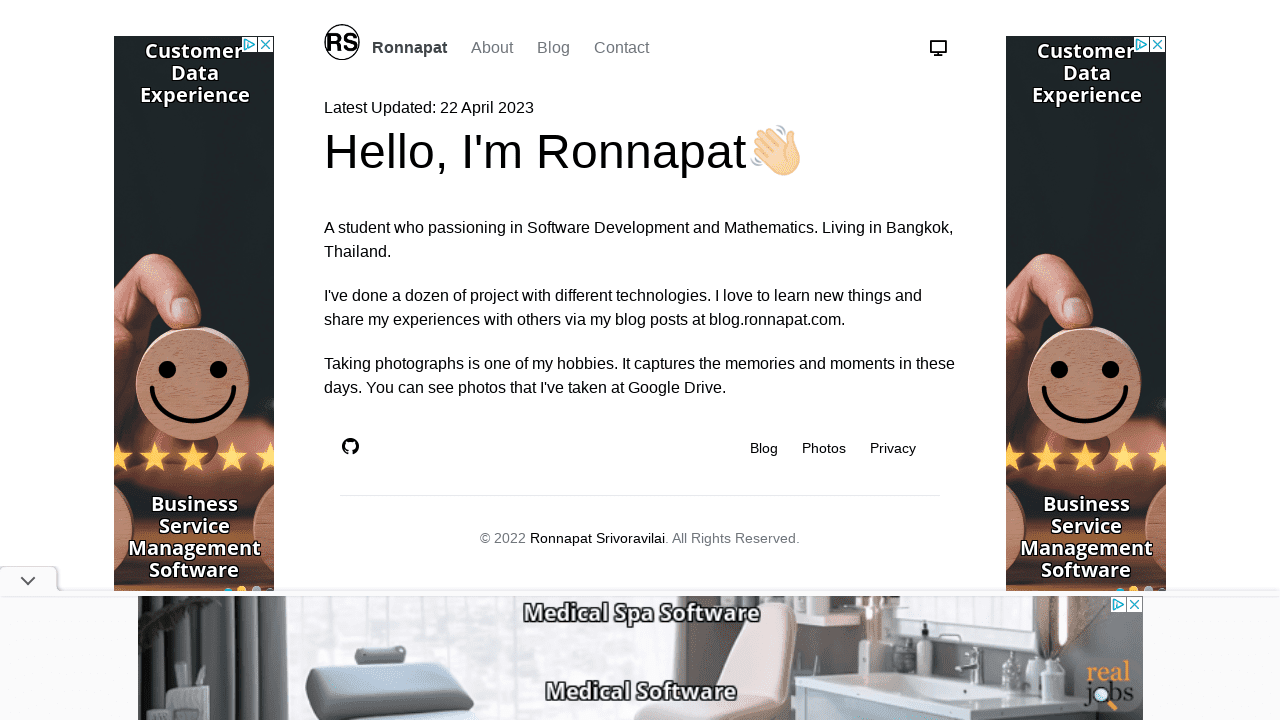 RS
Ronnapat About Blog Contact
Latest Updated: 22 April 2023
Hello, I'm Ronnapat👋🏻
A student who passioning in Software Development and Mathematics. Living in Bangkok,
Thailand.
I've done a dozen of project with different technologies. I love to learn new things and
share my experiences with others via my blog posts at blog.ronnapat.com.
Taking photographs is one of my hobbies. It captures the memories and moments in these
days. You can see photos that I've taken at Google Drive.
Blog Photos Privacy
© 2022 Ronnapat Srivoravilai. All Rights Reserved.
Customer
Data
Experience
Business
Service
Management
Software
Customer
Data
Experience
Business
Service
Management
Software
Medical Spa Software
Medical Software
real
jobs